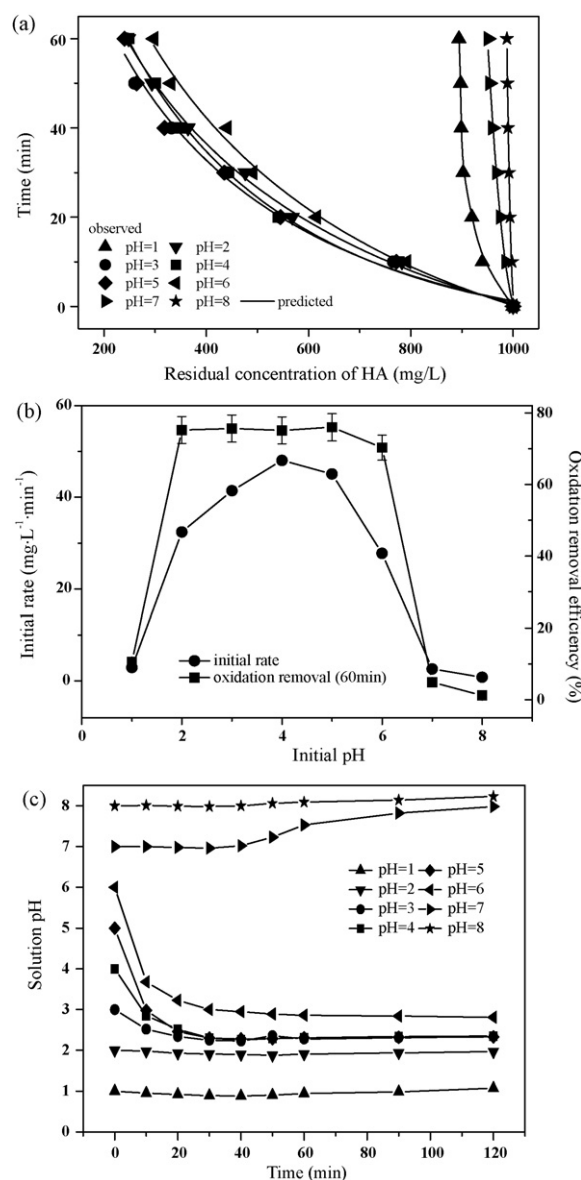 (a)
60
40
20
0
Time (min)
observed
pH=1 pH=2
pH=3 pH=4
pH=5 pH=6
pH=7 pH=8 predicted
200 400 600 800 1000
Residual concentration of HA (mg/L)
(b)
60
40
20
0
Initial rate (mg·L⁻¹·min⁻¹)
80
60
40
20
0
Oxidation removal
efficiency (%)
initial rate
oxidation removal (60min)
0 2 4 6 8
Initial pH
(c)
8
7
6
5
4
3
2
1
0
Solution pH
pH=1 pH=5
pH=2 pH=6
pH=3 pH=7
pH=4 pH=8
0 20 40 60 80 100 120
Time (min)